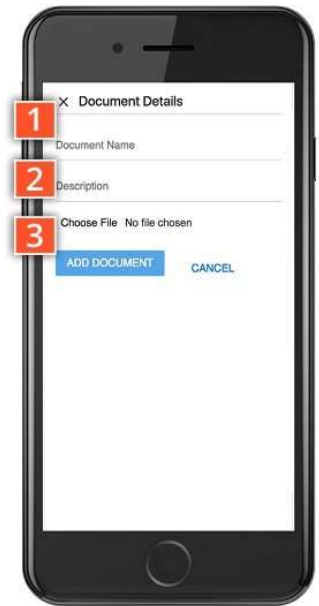 1
× Document Details
Document Name
2
Description
3
Choose File No file chosen
ADD DOCUMENT CANCEL